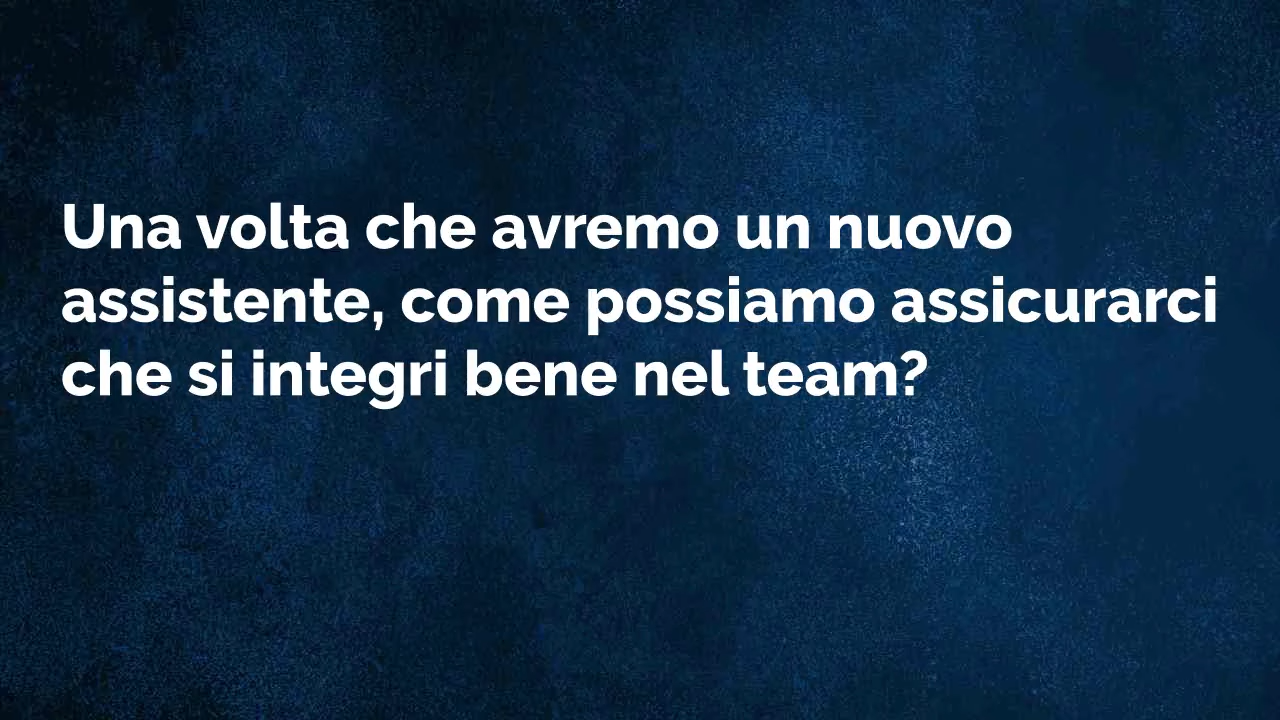 Una volta che avremo un nuovo
assistente, come possiamo assicurarci
che si integri bene nel team?